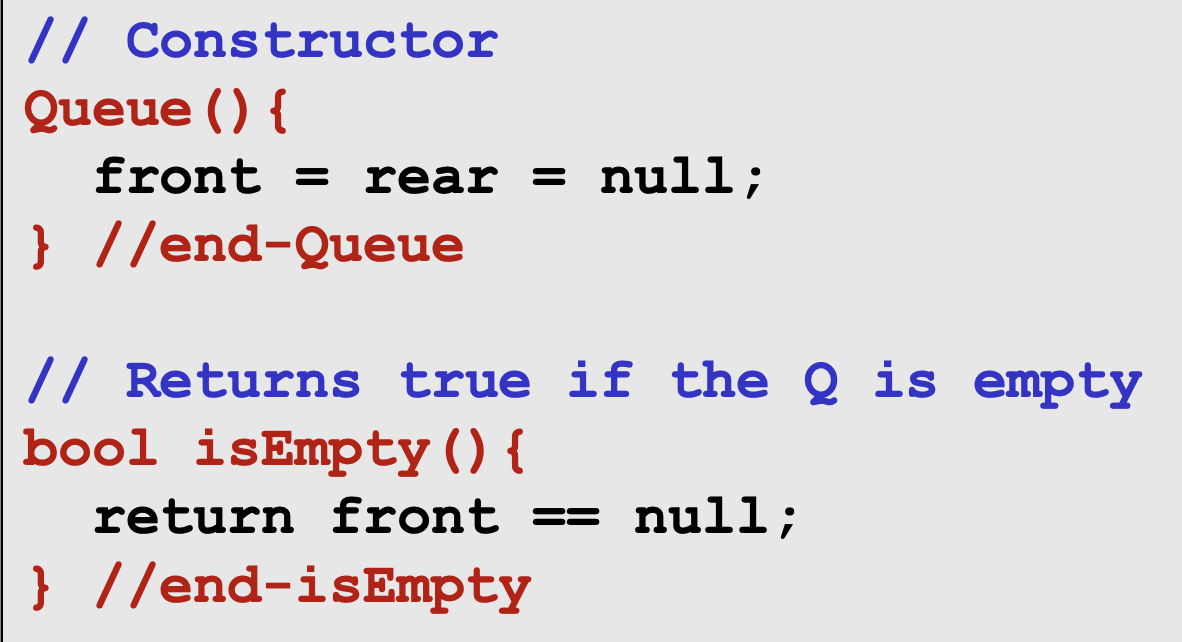 // Constructor
Queue(){
  front = rear = null;
} //end-Queue

// Returns true if the Q is empty
bool isEmpty(){
  return front == null;
} //end-isEmpty